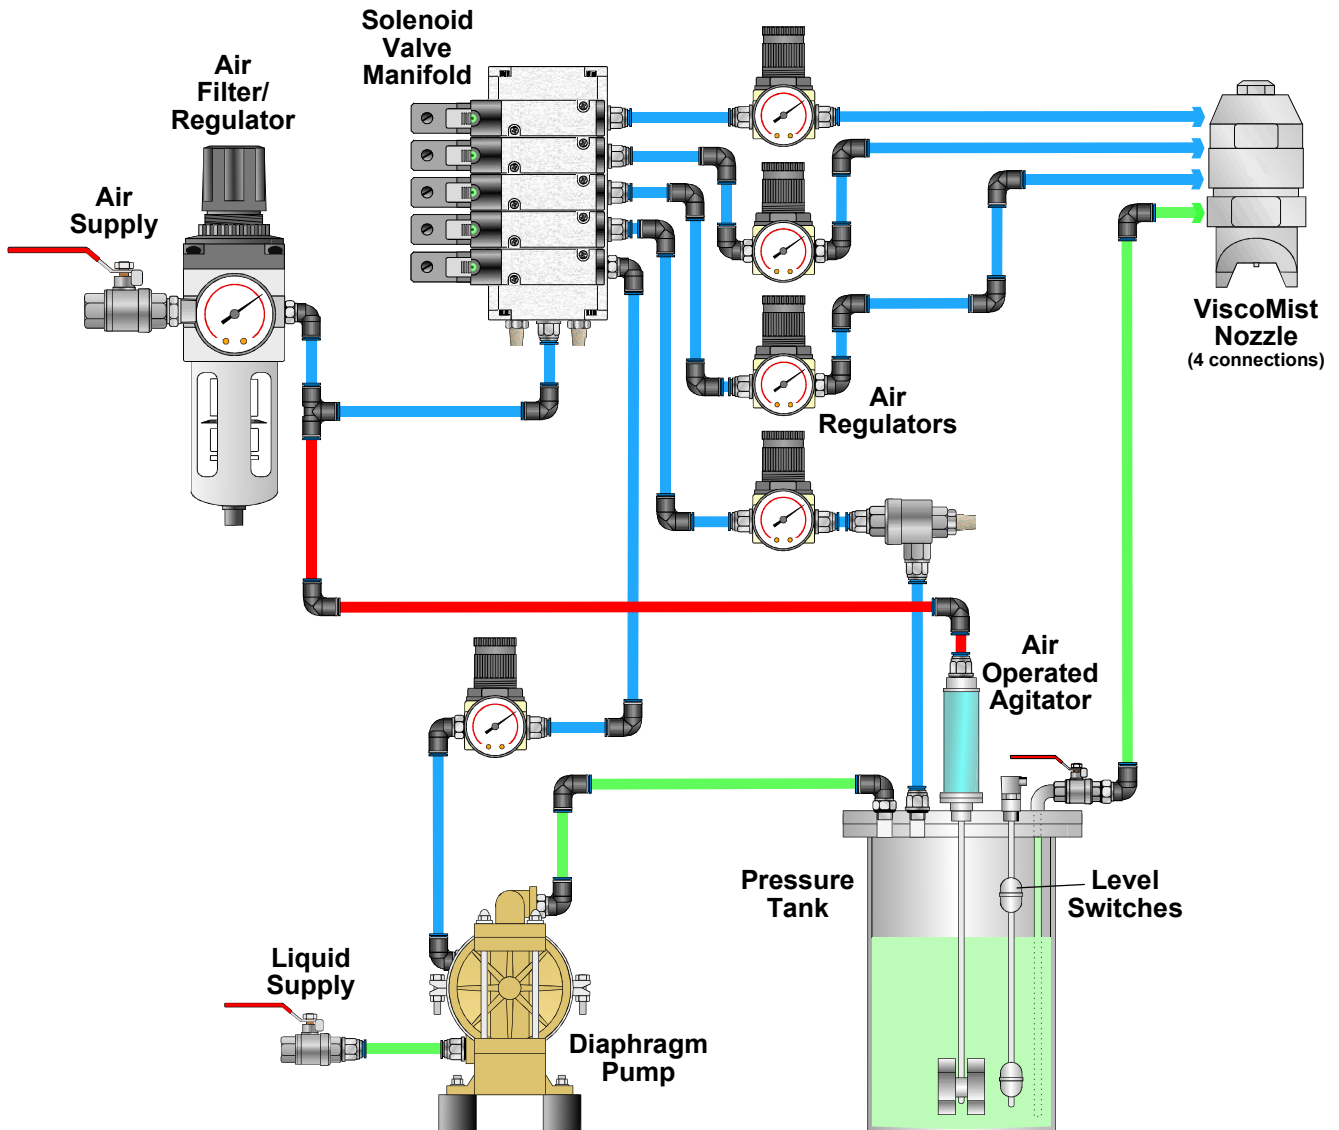 Solenoid
Valve
Manifold
Air
Filter/
Regulator
Air
Supply
ViscoMist
Nozzle
(4 connections)
Air
Regulators
Air
Operated
Agitator
Pressure
Tank
Level
Switches
Liquid
Supply
Diaphragm
Pump